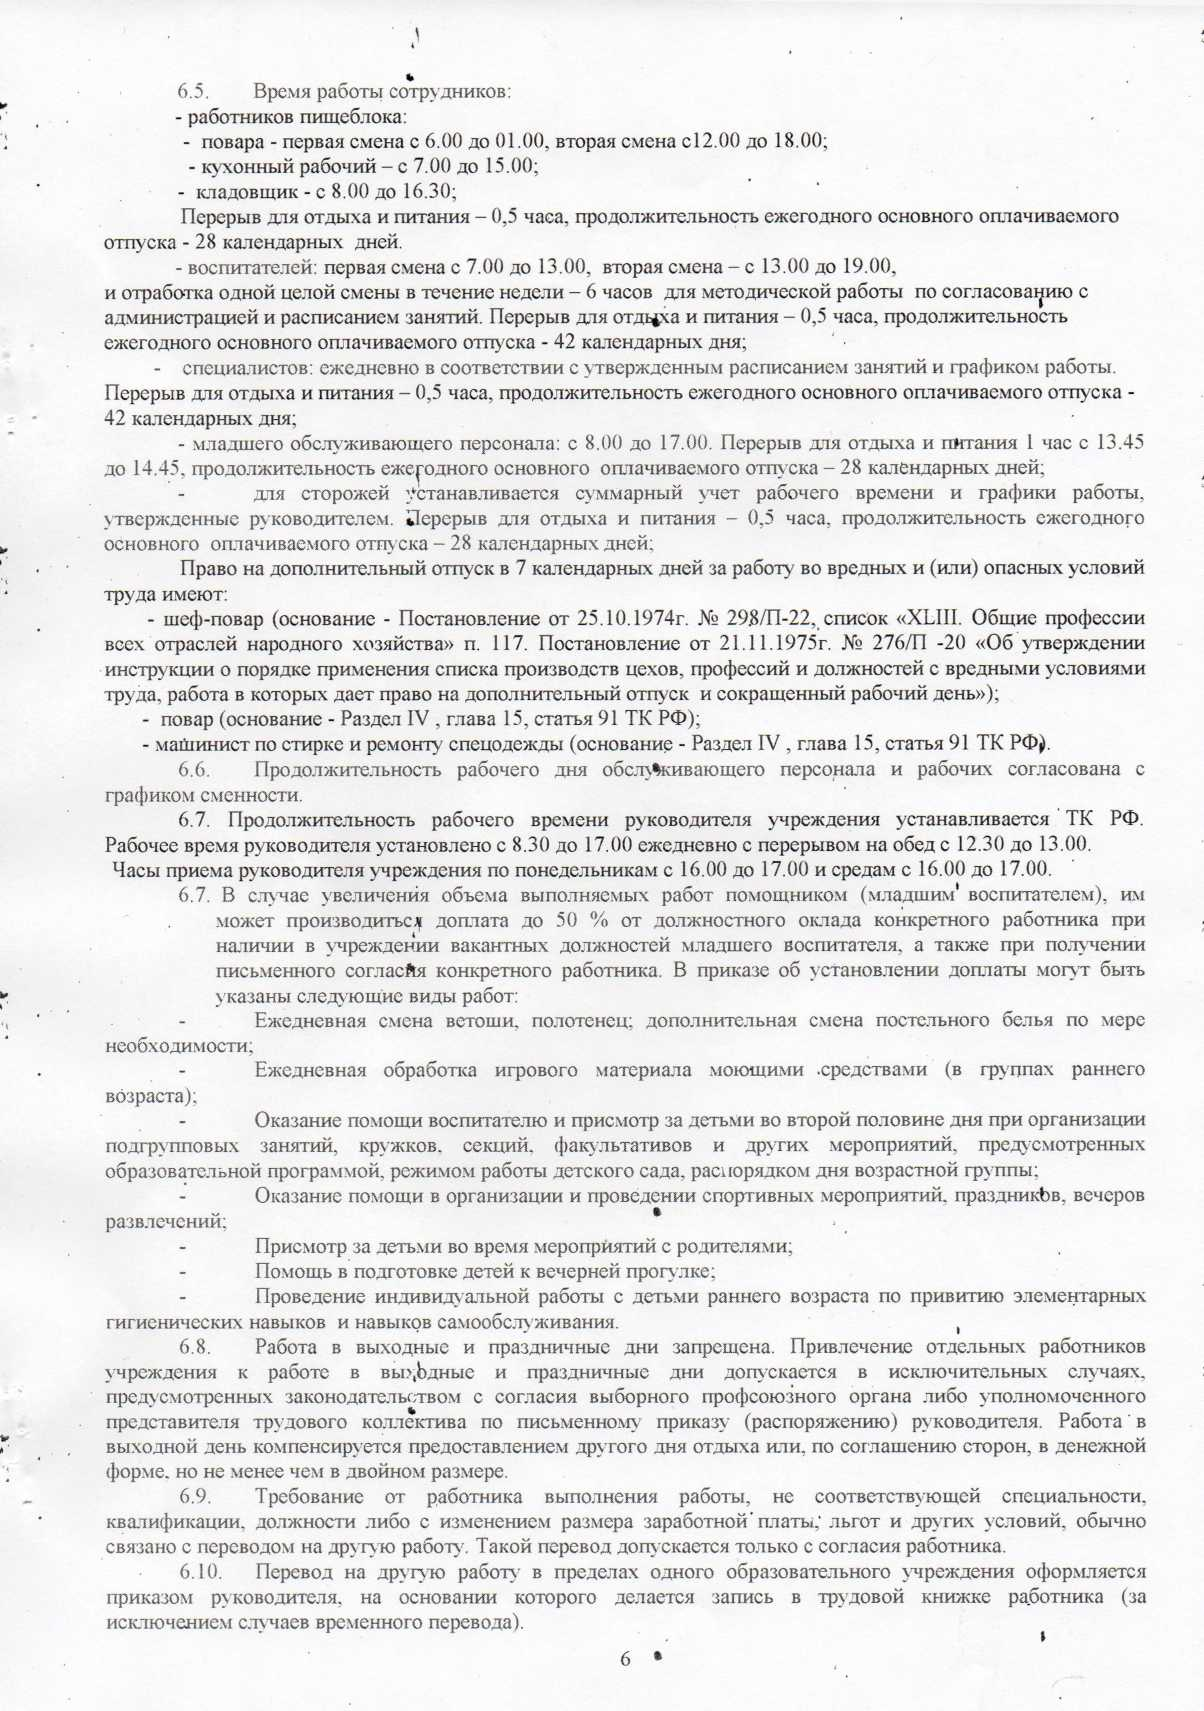 6.5. Время работы сотрудников:
- работников пищеблока:
- повара - первая смена с 6.00 до 01.00, вторая смена с12.00 до 18.00;
- кухонный рабочий – с 7.00 до 15.00;
- кладовщик - с 8.00 до 16.30;
Перерыв для отдыха и питания – 0,5 часа, продолжительность ежегодного основного оплачиваемого
отпуска - 28 календарных дней.
- воспитателей: первая смена с 7.00 до 13.00, вторая смена – с 13.00 до 19.00,
и отработка одной целой смены в течение недели – 6 часов для методической работы по согласованию с
администрацией и расписанием занятий. Перерыв для отдыха и питания – 0,5 часа, продолжительность
ежегодного основного оплачиваемого отпуска - 42 календарных дня;
- специалистов: ежедневно в соответствии с утвержденным расписанием занятий и графиком работы.
Перерыв для отдыха и питания – 0,5 часа, продолжительность ежегодного основного оплачиваемого отпуска -
42 календарных дня;
- младшего обслуживающего персонала: с 8.00 до 17.00. Перерыв для отдыха и питания 1 час с 13.45
до 14.45, продолжительность ежегодного основного оплачиваемого отпуска – 28 календарных дней;
- для сторожей устанавливается суммарный учет рабочего времени и графики работы,
утвержденные руководителем. Перерыв для отдыха и питания – 0,5 часа, продолжительность ежегодного
основного оплачиваемого отпуска – 28 календарных дней;
Право на дополнительный отпуск в 7 календарных дней за работу во вредных и (или) опасных условий
труда имеют:
- шеф-повар (основание - Постановление от 25.10.1974г. № 298/П-22, список «XLIII. Общие профессии
всех отраслей народного хозяйства» п. 117. Постановление от 21.11.1975г. № 276/П -20 «Об утверждении
инструкции о порядке применения списка производств цехов, профессий и должностей с вредными условиями
труда, работа в которых дает право на дополнительный отпуск и сокращенный рабочий день»);
- повар (основание - Раздел IV , глава 15, статья 91 ТК РФ);
- машинист по стирке и ремонту спецодежды (основание - Раздел IV , глава 15, статья 91 ТК РФ).
6.6. Продолжительность рабочего дня обслуживающего персонала и рабочих согласована с
графиком сменности.
6.7. Продолжительность рабочего времени руководителя учреждения устанавливается ТК РФ.
Рабочее время руководителя установлено с 8.30 до 17.00 ежедневно с перерывом на обед с 12.30 до 13.00.
Часы приема руководителя учреждения по понедельникам с 16.00 до 17.00 и средам с 16.00 до 17.00.
6.7. В случае увеличения объема выполняемых работ помощником (младшим воспитателем), им
может производиться доплата до 50 % от должностного оклада конкретного работника при
наличии в учреждении вакантных должностей младшего воспитателя, а также при получении
письменного согласия конкретного работника. В приказе об установлении доплаты могут быть
указаны следующие виды работ:
- Ежедневная смена ветоши, полотенец; дополнительная смена постельного белья по мере
необходимости;
- Ежедневная обработка игрового материала моющими средствами (в группах раннего
возраста);
- Оказание помощи воспитателю и присмотр за детьми во второй половине дня при организации
подгрупповых занятий, кружков, секций, факультативов и других мероприятий, предусмотренных
образовательной программой, режимом работы детского сада, распорядком дня возрастной группы;
- Оказание помощи в организации и проведении спортивных мероприятий, праздников, вечеров
развлечений;
- Присмотр за детьми во время мероприятий с родителями;
- Помощь в подготовке детей к вечерней прогулке;
- Проведение индивидуальной работы с детьми раннего возраста по привитию элементарных
гигиенических навыков и навыков самообслуживания.
6.8. Работа в выходные и праздничные дни запрещена. Привлечение отдельных работников
учреждения к работе в выходные и праздничные дни допускается в исключительных случаях,
предусмотренных законодательством с согласия выборного профсоюзного органа либо уполномоченного
представителя трудового коллектива по письменному приказу (распоряжению) руководителя. Работа в
выходной день компенсируется предоставлением другого дня отдыха или, по соглашению сторон, в денежной
форме, но не менее чем в двойном размере.
6.9. Требование от работника выполнения работы, не соответствующей специальности,
квалификации, должности либо с изменением размера заработной платы, льгот и других условий, обычно
связано с переводом на другую работу. Такой перевод допускается только с согласия работника.
6.10. Перевод на другую работу в пределах одного образовательного учреждения оформляется
приказом руководителя, на основании которого делается запись в трудовой книжке работника (за
исключением случаев временного перевода).
6